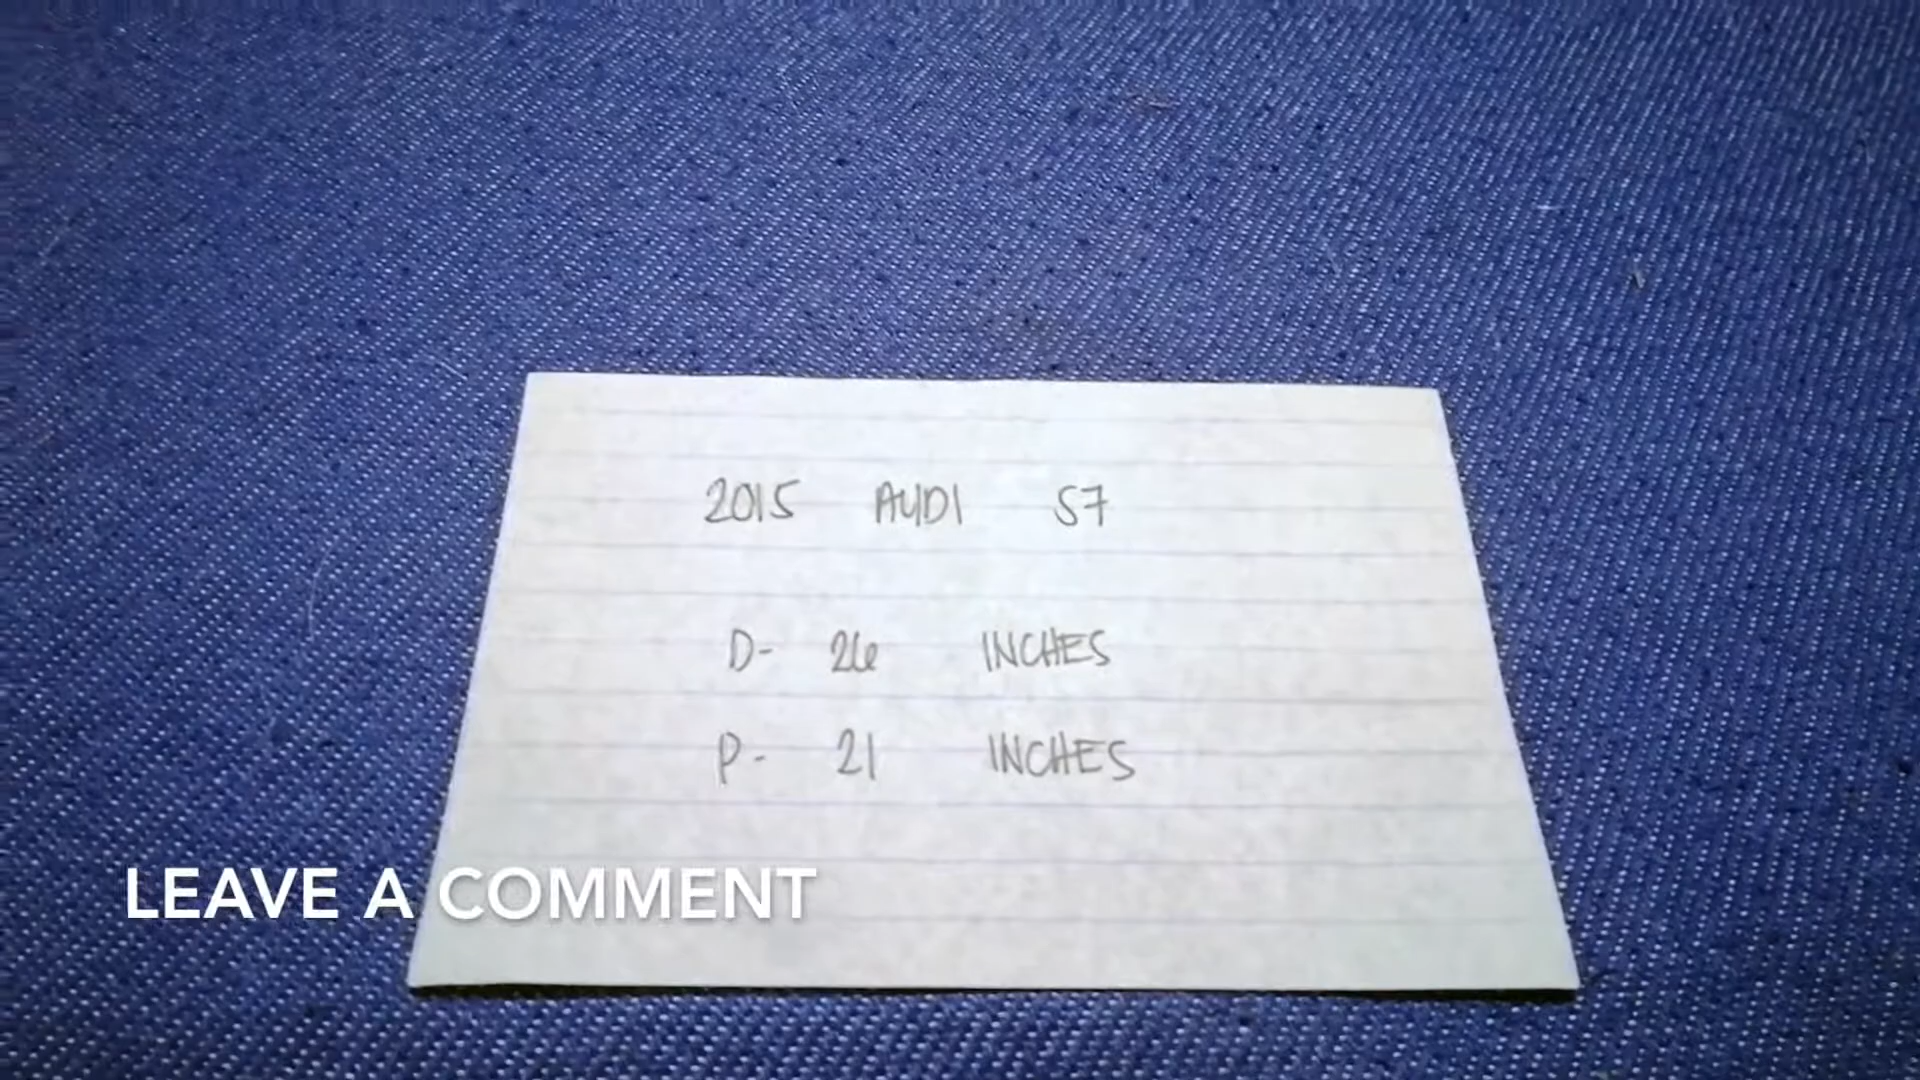 2015 AUDI S7
D- 26 INCHES
P- 21 INCHES
LEAVE A COMMENT